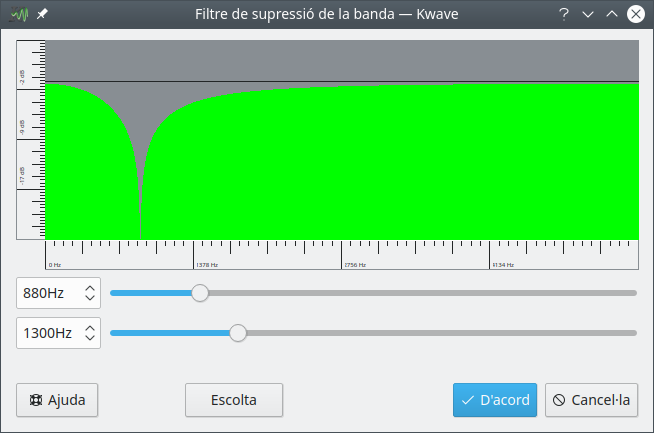 Filtre de supressió de la banda — Kwave
-2 dB
-9 dB
-17 dB
0 Hz 1378 Hz 2756 Hz 4134 Hz
880Hz
1300Hz
Ajuda Escolta D'acord Cancel·la